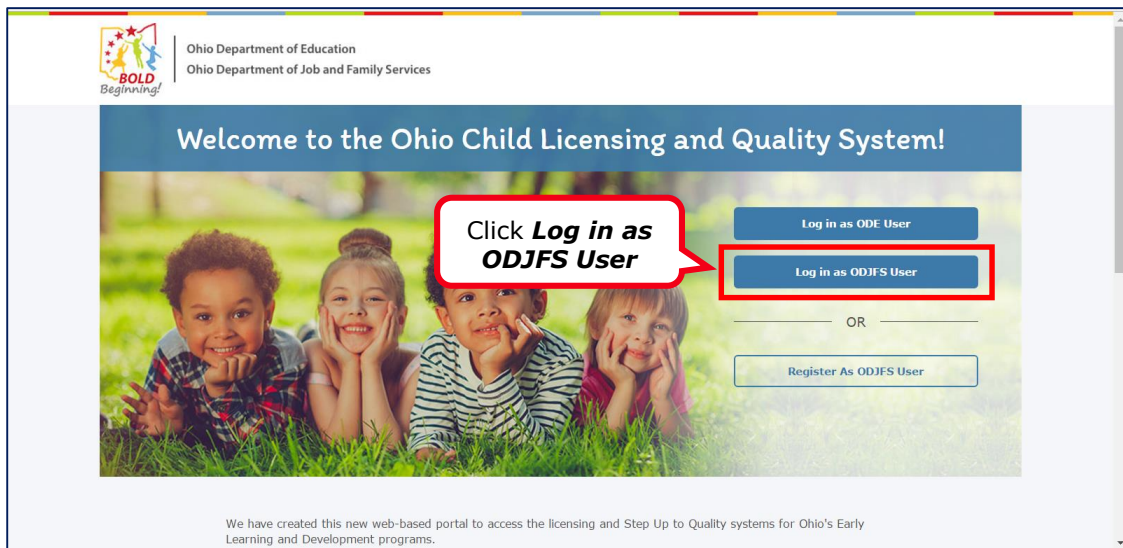 BOLD
Beginning!
Ohio Department of Education
Ohio Department of Job and Family Services
Welcome to the Ohio Child Licensing and Quality System!
Click Log in as
ODJFS User
Log in as ODE User
Log in as ODJFS User
OR
Register As ODJFS User
We have created this new web-based portal to access the licensing and Step Up to Quality systems for Ohio's Early
Learning and Development programs.